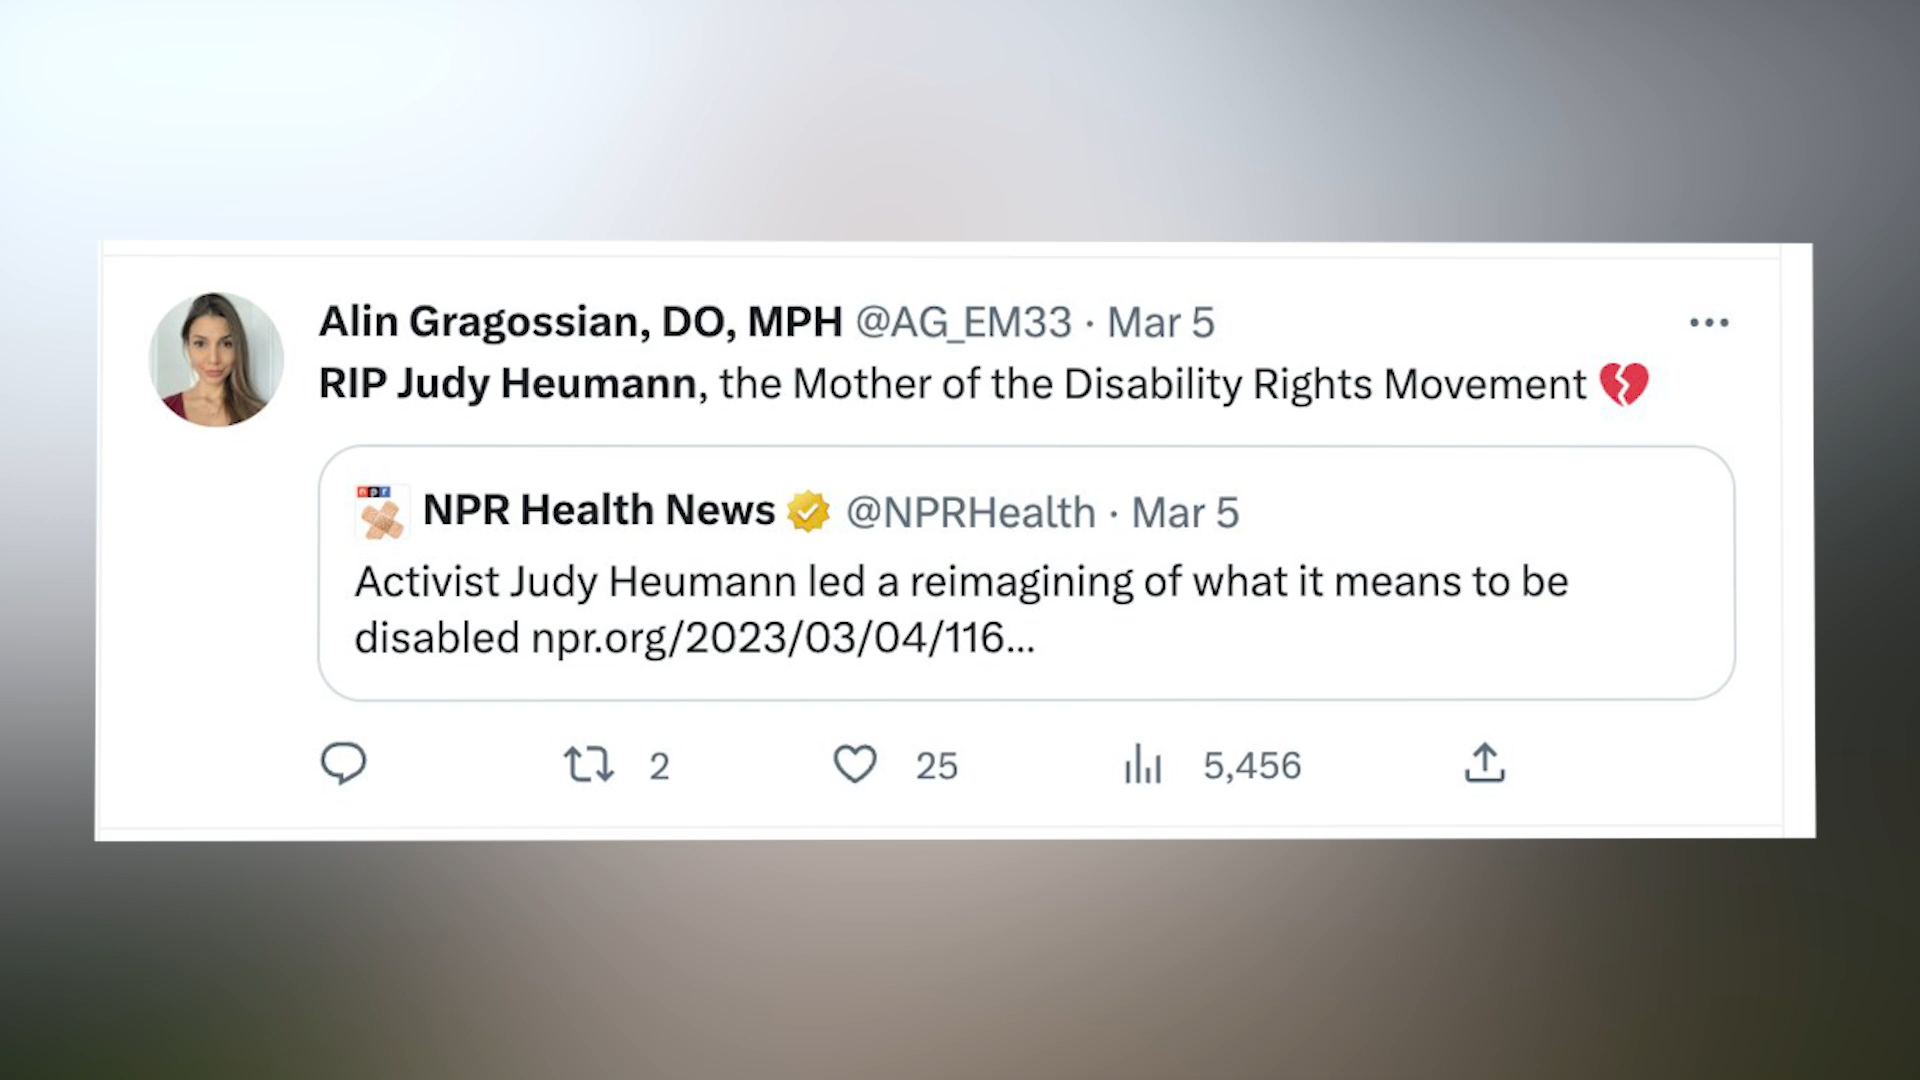 Alin Gragossian, DO, MPH @AG_EM33 · Mar 5
RIP Judy Heumann, the Mother of the Disability Rights Movement 💔
npr
NPR Health News @NPRHealth · Mar 5
Activist Judy Heumann led a reimagining of what it means to be
disabled npr.org/2023/03/04/116...
2 25 5,456